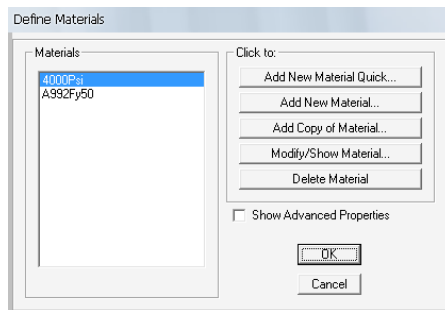 Define Materials
Materials
4000Psi
A992Fy50
Click to:
Add New Material Quick...
Add New Material...
Add Copy of Material...
Modify/Show Material...
Delete Material
Show Advanced Properties
OK
Cancel